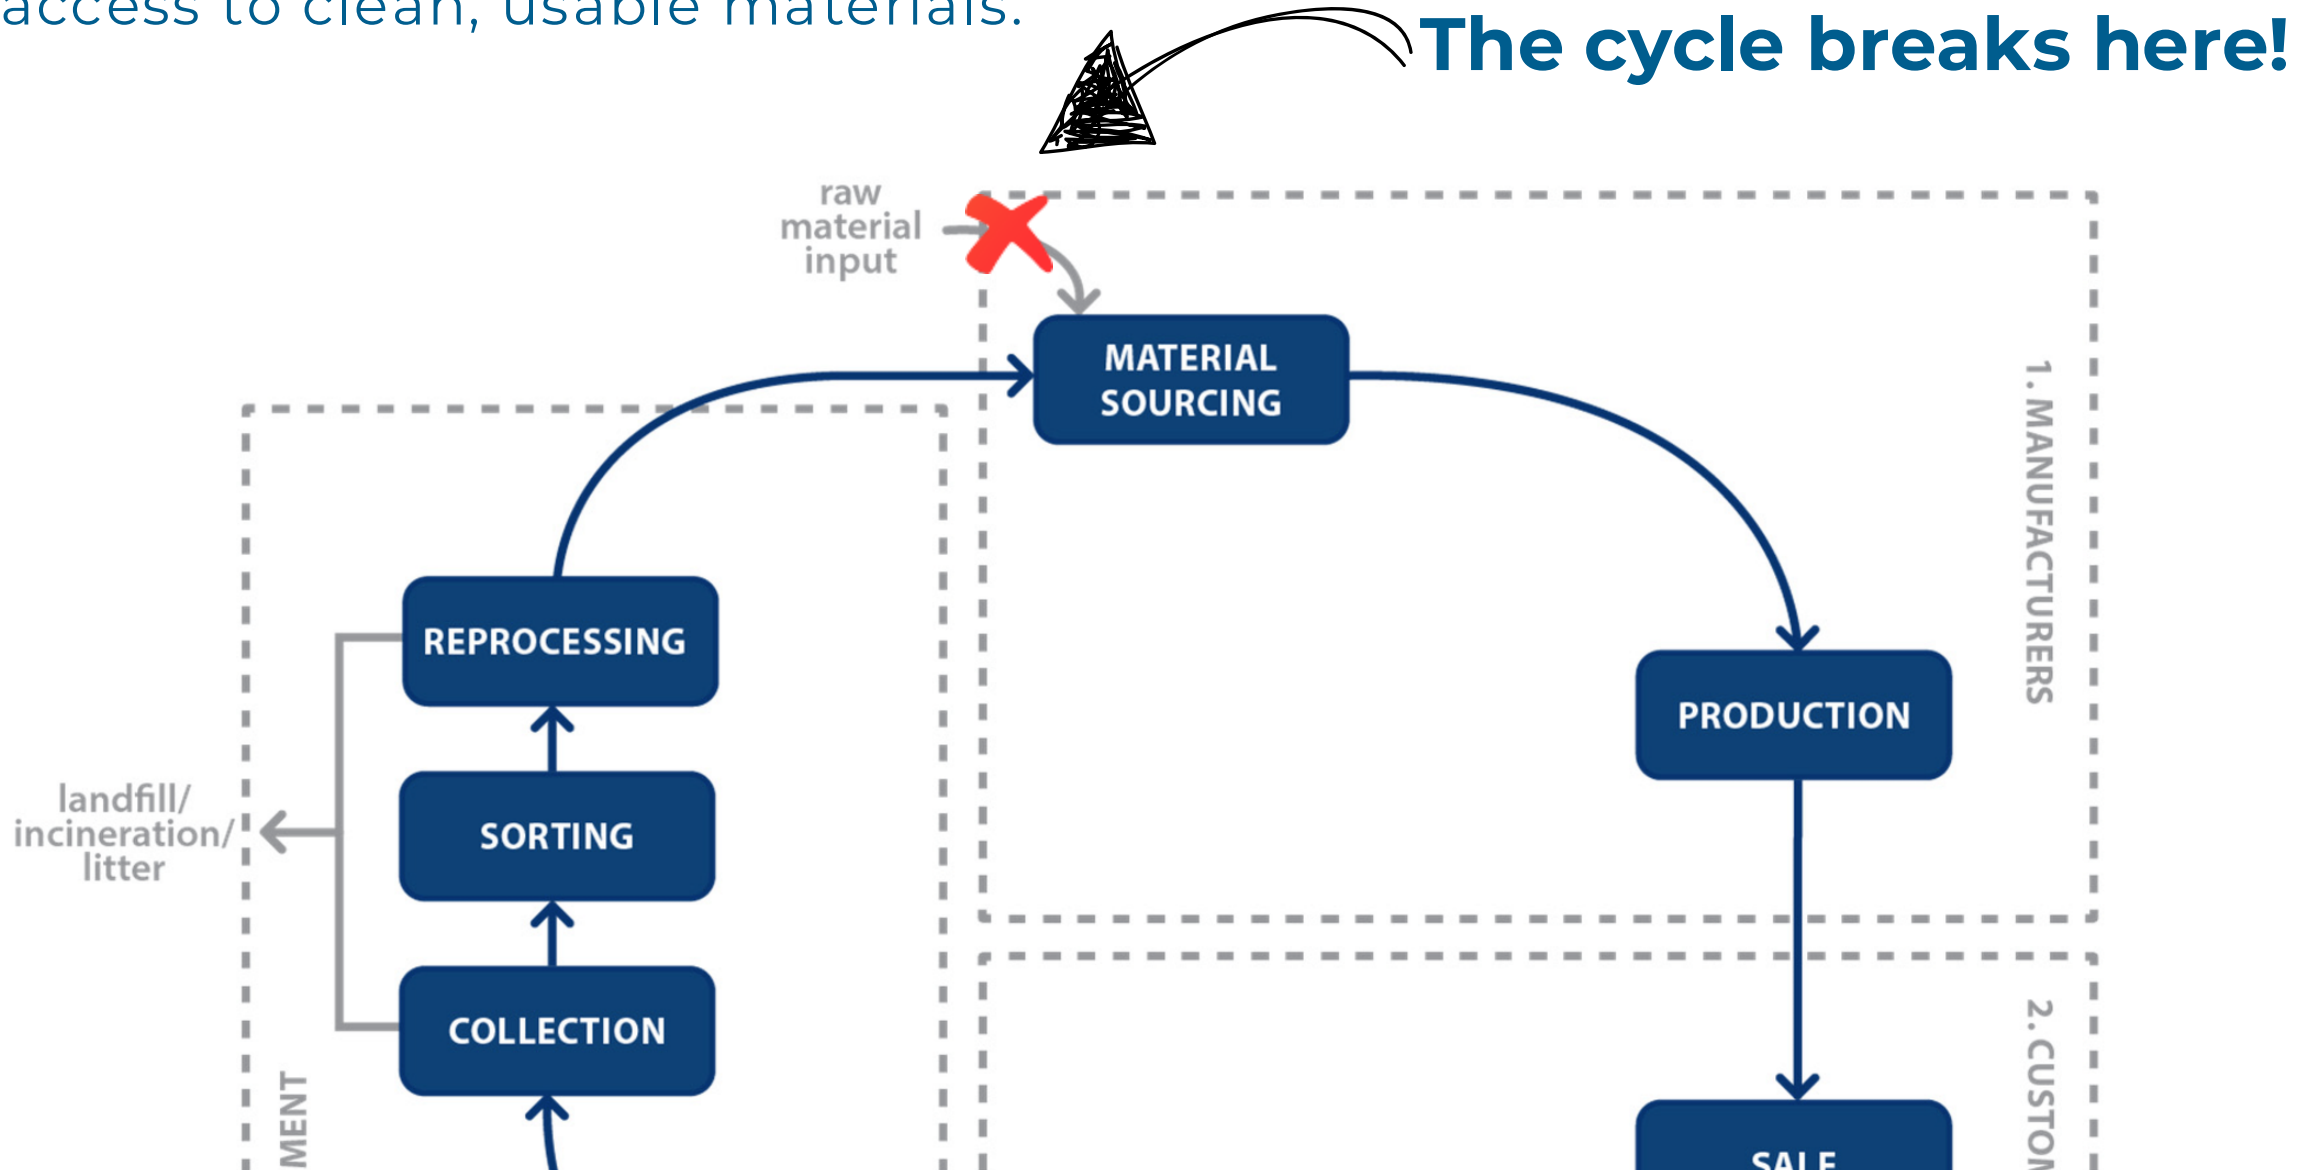 access to clean, usable materials.
The cycle breaks here!
raw
material
input
MATERIAL
SOURCING
1. MANUFACTURERS
REPROCESSING
PRODUCTION
landfill/
incineration/
litter
SORTING
COLLECTION
2. CUSTOM
MENT
SALE